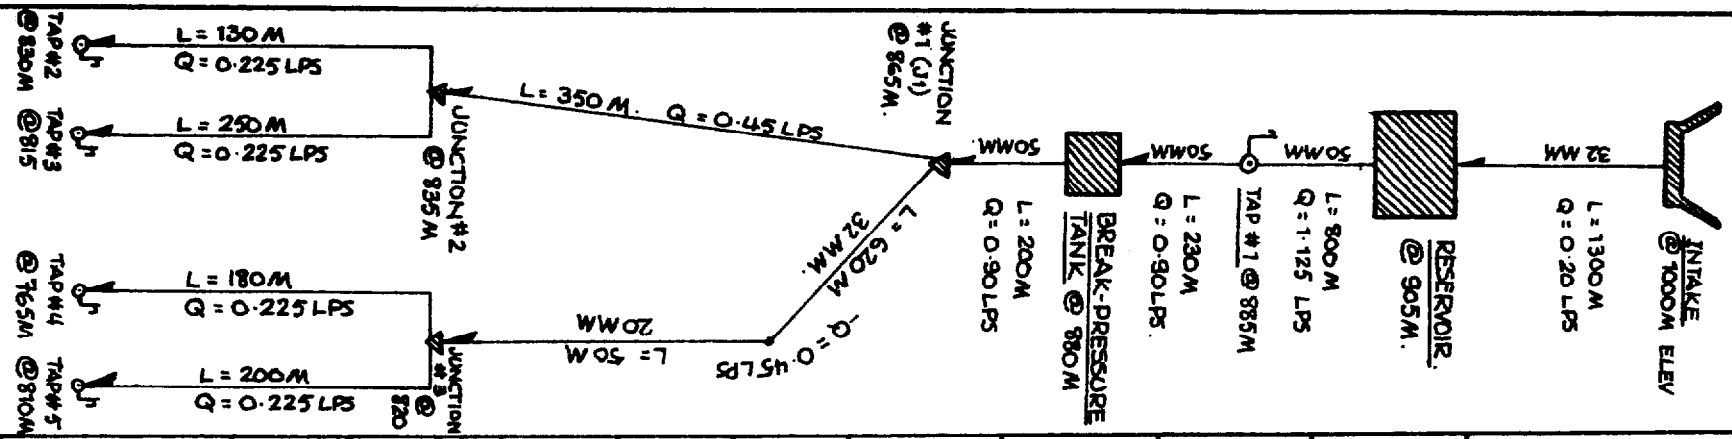 INTAKE
@ 1000M ELEV
32 MM
L = 1300M
Q = 0.20 LPS
RESERVOIR.
@ 905M.
50MM
L = 800M
Q = 1.125 LPS
TAP #1 @ 885M
50MM
L = 230M
Q = 0.90LPS.
BREAK-PRESSURE
TANK @ 880M
50MM
L = 200M
Q = 0.90 LPS
JUNCTION
#1 (J1)
@ 865M.
L = 350M. Q = 0.45 LPS
JUNCTION #2
@ 835M
L = 130M
Q = 0.225 LPS
TAP #2
@ 830M
L = 250M
Q = 0.225 LPS
TAP #3
@ 815
L = 620M
32 MM.
-Q = 0.45 LPS
20MM
L = 50M
JUNCTION
#3 @
820
L = 180M
Q = 0.225 LPS
TAP #4
@ 765M
L = 200M
Q = 0.225 LPS
TAP #5
@ 810M